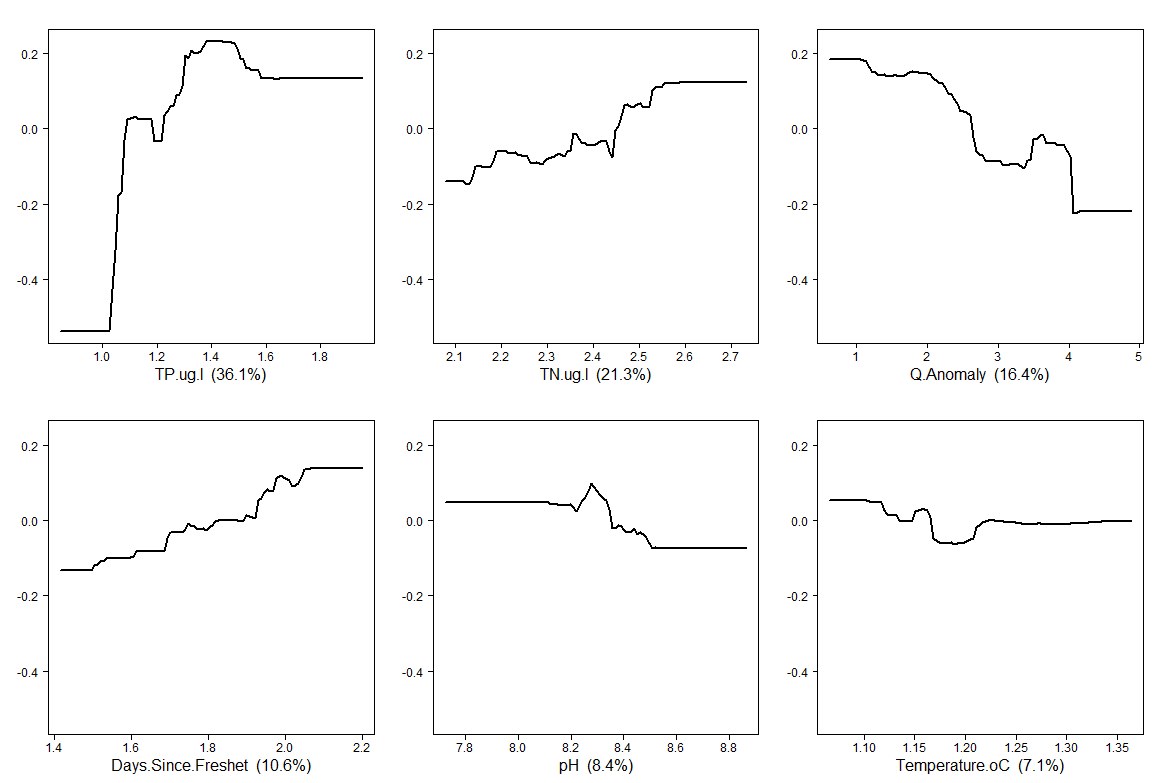 0.2
0.0
-0.2
-0.4
1.0 1.2 1.4 1.6 1.8
TP.ug.l (36.1%)
0.2
0.0
-0.2
-0.4
2.1 2.2 2.3 2.4 2.5 2.6 2.7
TN.ug.l (21.3%)
0.2
0.0
-0.2
-0.4
1 2 3 4 5
Q.Anomaly (16.4%)
0.2
0.0
-0.2
-0.4
1.4 1.6 1.8 2.0 2.2
Days.Since.Freshet (10.6%)
0.2
0.0
-0.2
-0.4
7.8 8.0 8.2 8.4 8.6 8.8
pH (8.4%)
0.2
0.0
-0.2
-0.4
1.10 1.15 1.20 1.25 1.30 1.35
Temperature.oC (7.1%)